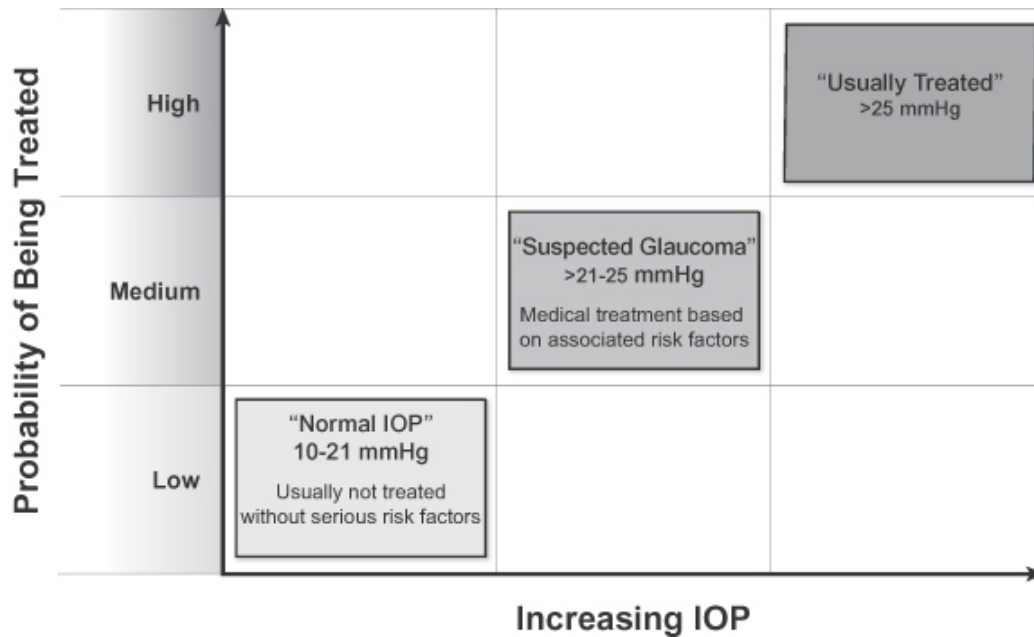 Probability of Being Treated
High
Medium
Low
“Usually Treated”
>25 mmHg
“Suspected Glaucoma”
>21-25 mmHg
Medical treatment based
on associated risk factors
“Normal IOP”
10-21 mmHg
Usually not treated
without serious risk factors
Increasing IOP